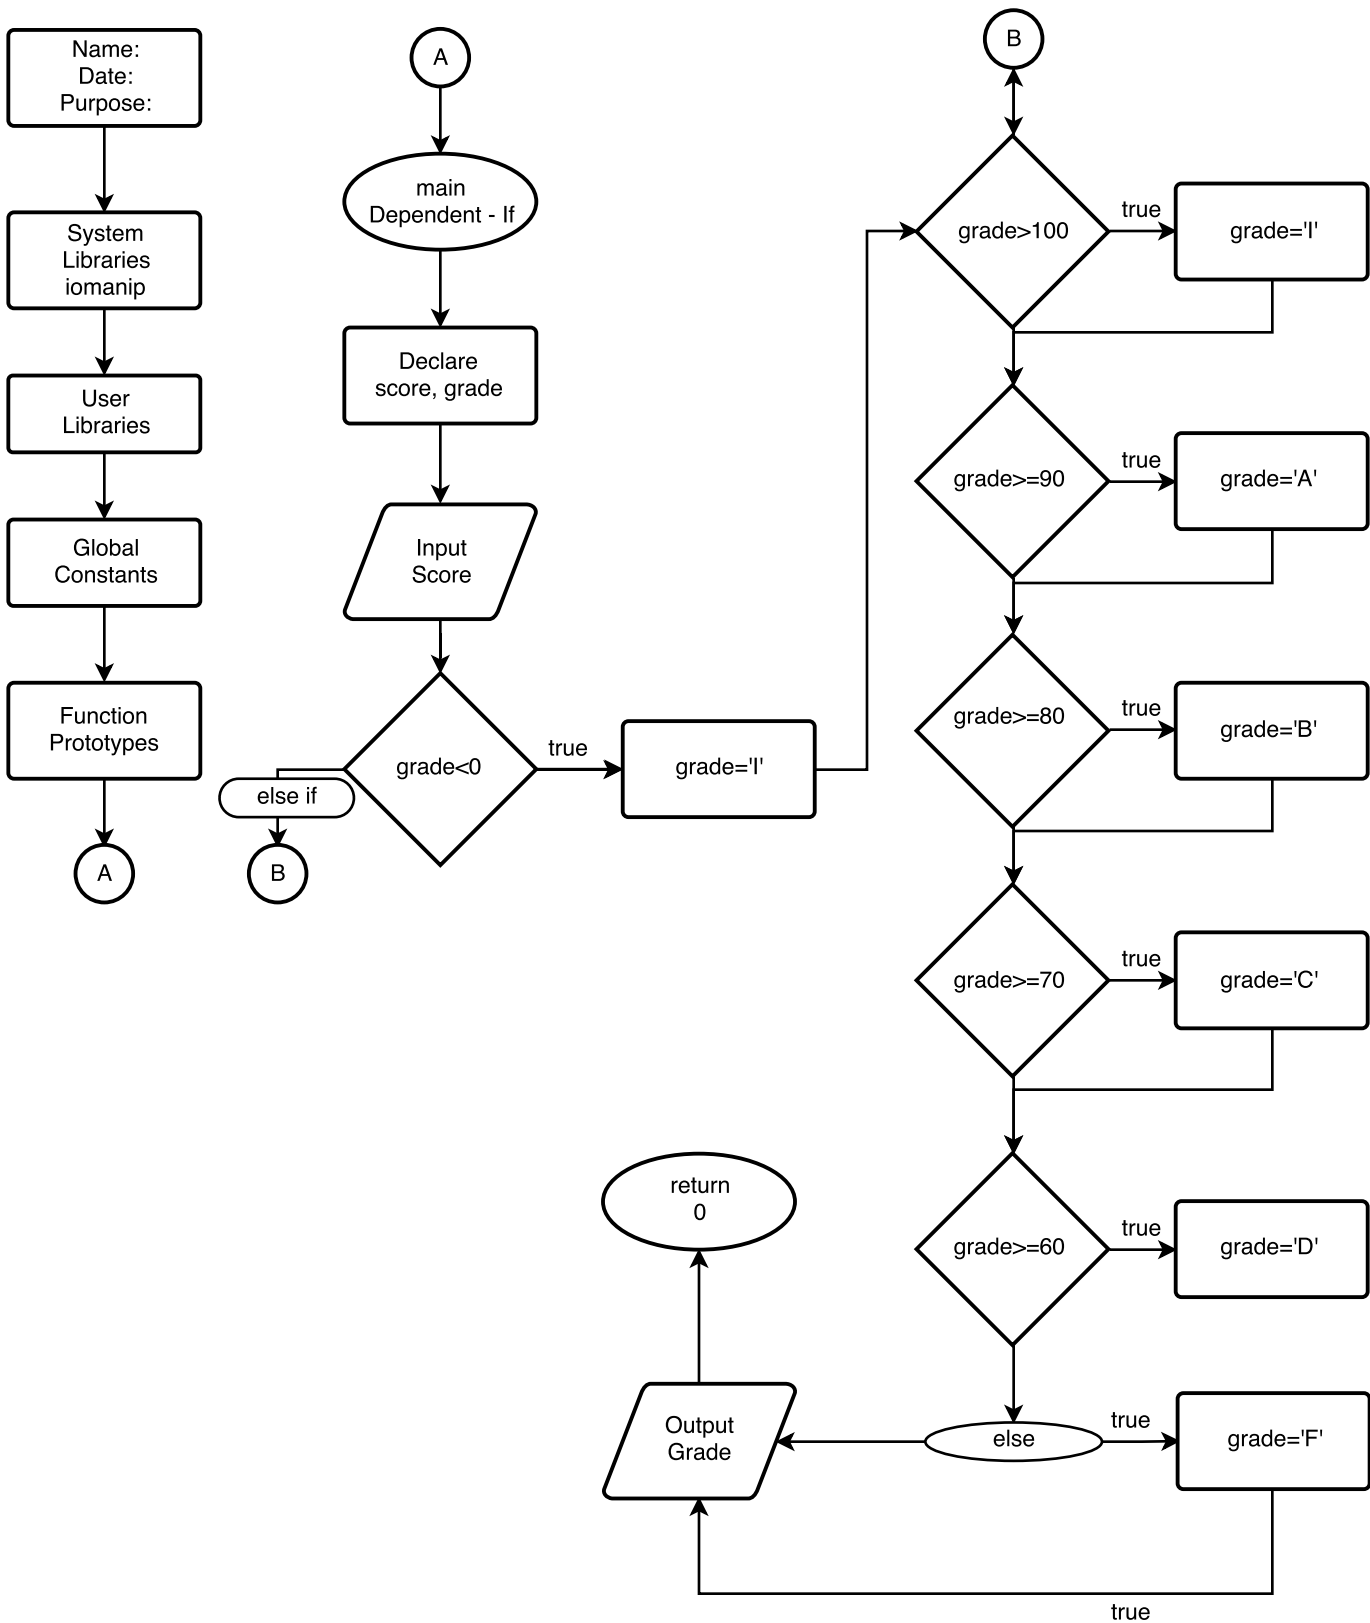 Name:
Date:
Purpose:
System
Libraries
iomanip
User
Libraries
Global
Constants
Function
Prototypes
A
A
main
Dependent - If
Declare
score, grade
Input
Score
grade<0
true
grade='I'
else if
B
B
grade>100
true
grade='I'
grade>=90
true
grade='A'
grade>=80
true
grade='B'
grade>=70
true
grade='C'
grade>=60
true
grade='D'
else
true
grade='F'
true
Output
Grade
return
0